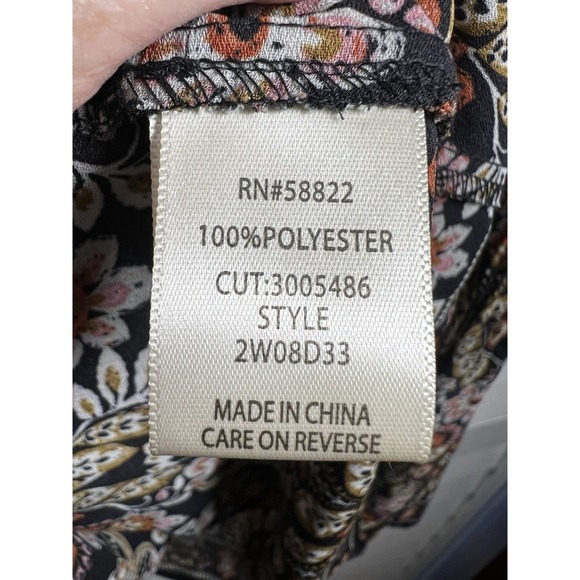 RN#58822
100%POLYESTER
CUT:3005486
STYLE
2W08D33
MADE IN CHINA
CARE ON REVERSE